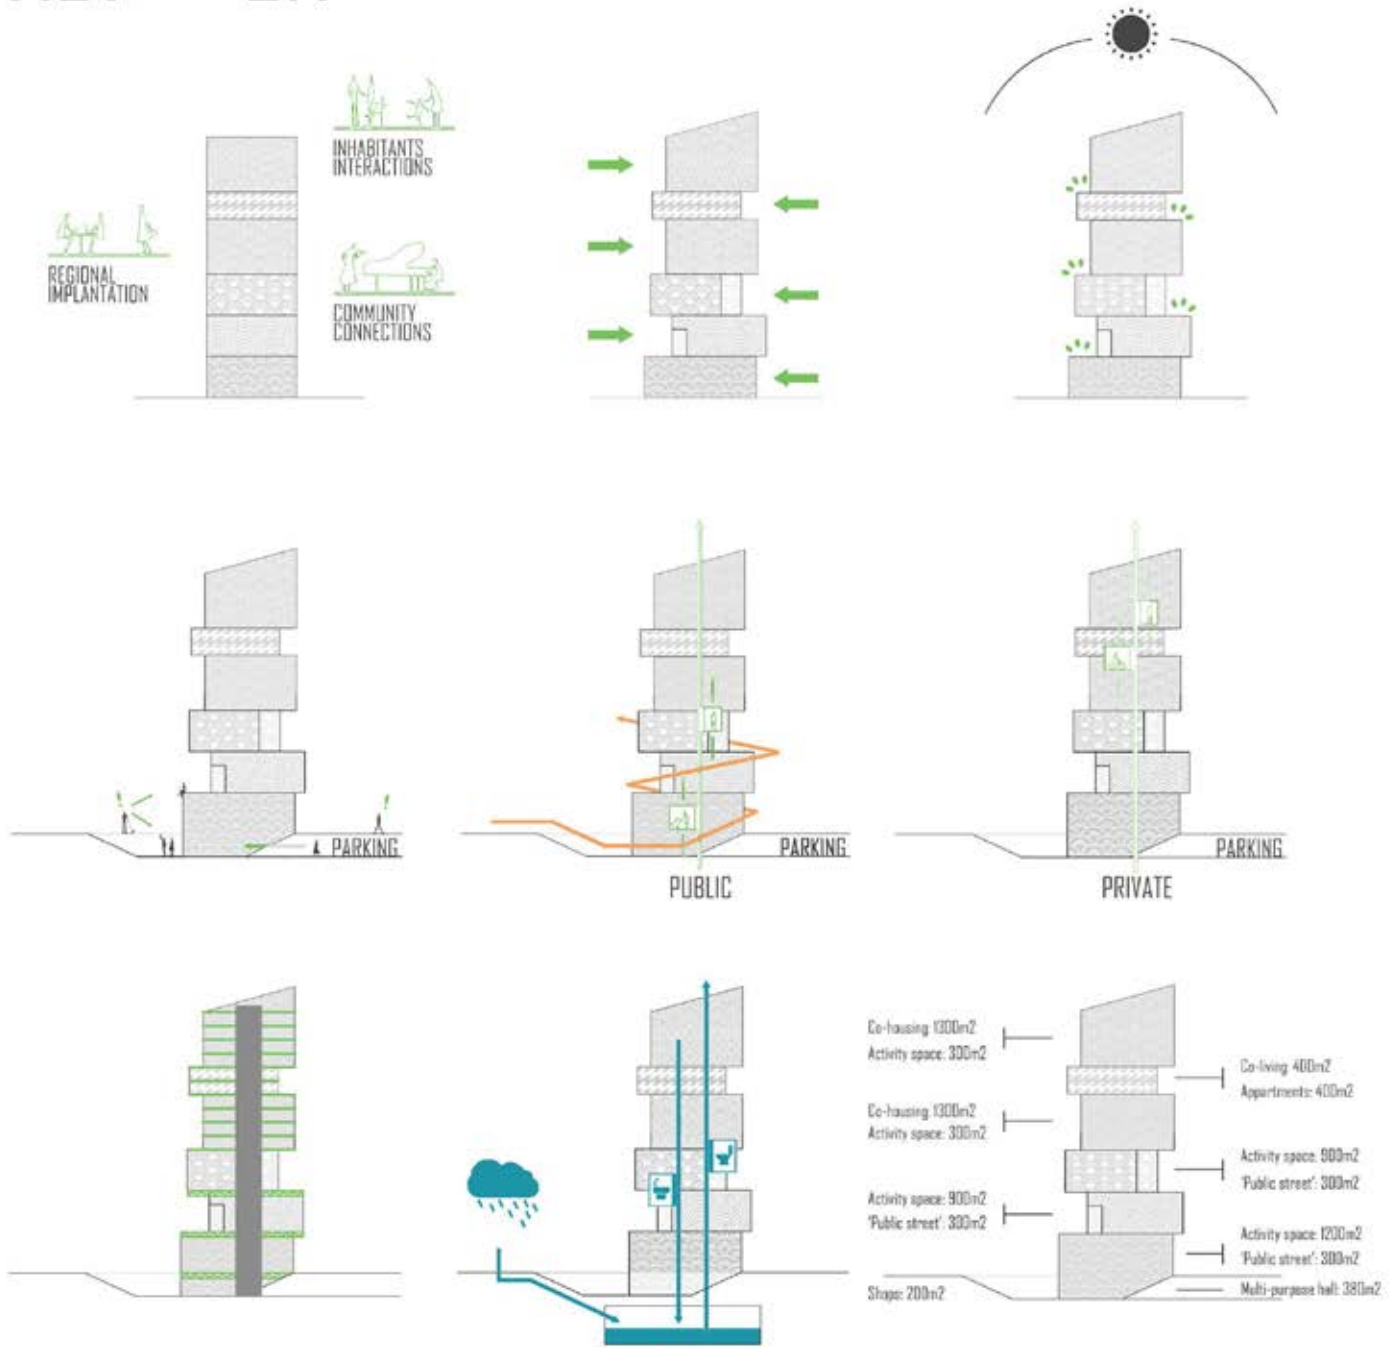 INHABITANTS
INTERACTIONS
REGIONAL
IMPLANTATION
COMMUNITY
CONNECTIONS
PARKING
PARKING
PARKING
PUBLIC
PRIVATE
Co-housing: 1300m2
Activity space: 300m2
Co-living: 400m2
Appartments: 400m2
Co-housing: 1300m2
Activity space: 300m2
Activity space: 900m2
'Public street': 300m2
Activity space: 900m2
'Public street': 300m2
Activity space: 1200m2
'Public street': 300m2
Shops: 200m2
Multi-purpose hall: 380m2